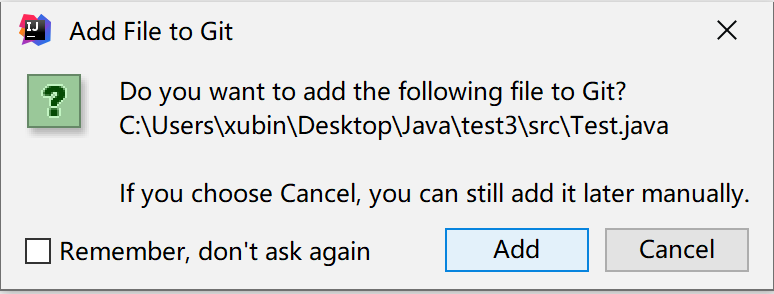 Add File to Git
Do you want to add the following file to Git?
C:\Users\xubin\Desktop\Java\test3\src\Test.java
If you choose Cancel, you can still add it later manually.
Remember, don't ask again
Add
Cancel